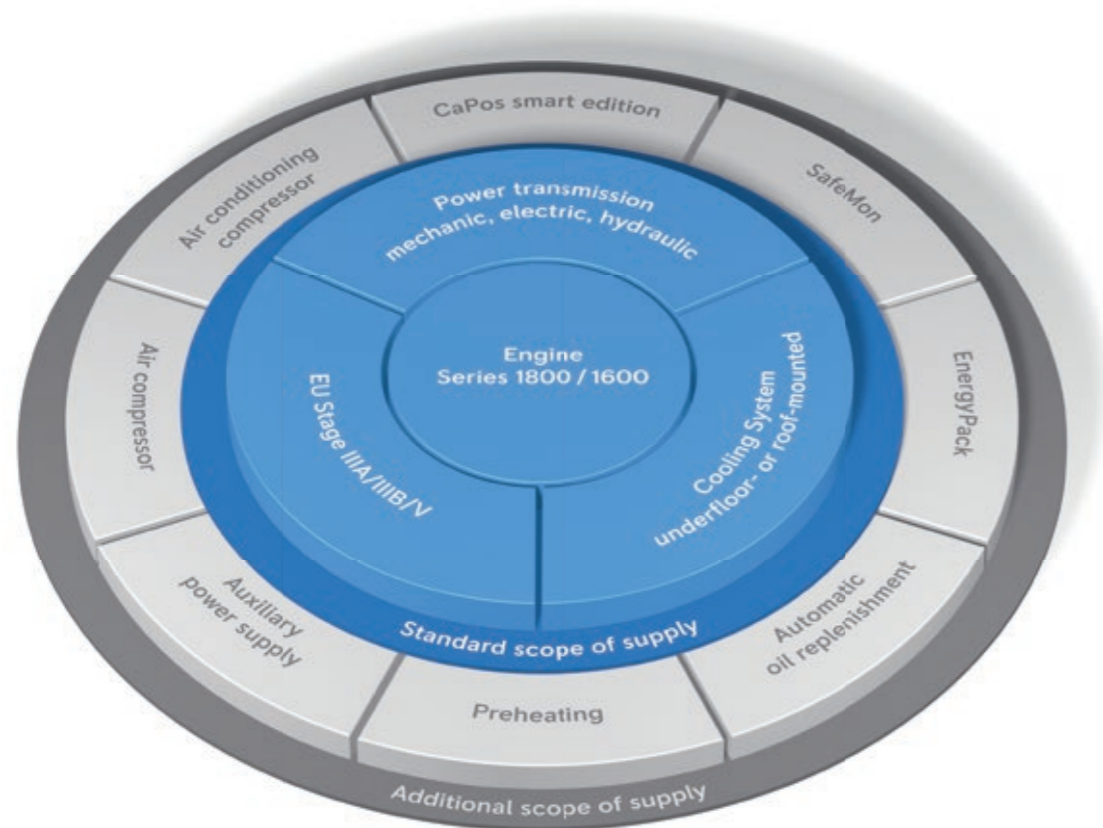 CaPos smart edition
SafeMon
EnergyPack
Automatic
oil replenishment
Preheating
Auxiliary
power supply
Air compressor
Air conditioning
compressor
Power transmission
mechanic, electric, hydraulic
Engine
Series 1800 / 1600
EU Stage IIIA/IIIB/V
Cooling System
underfloor- or roof-mounted
Standard scope of supply
Additional scope of supply